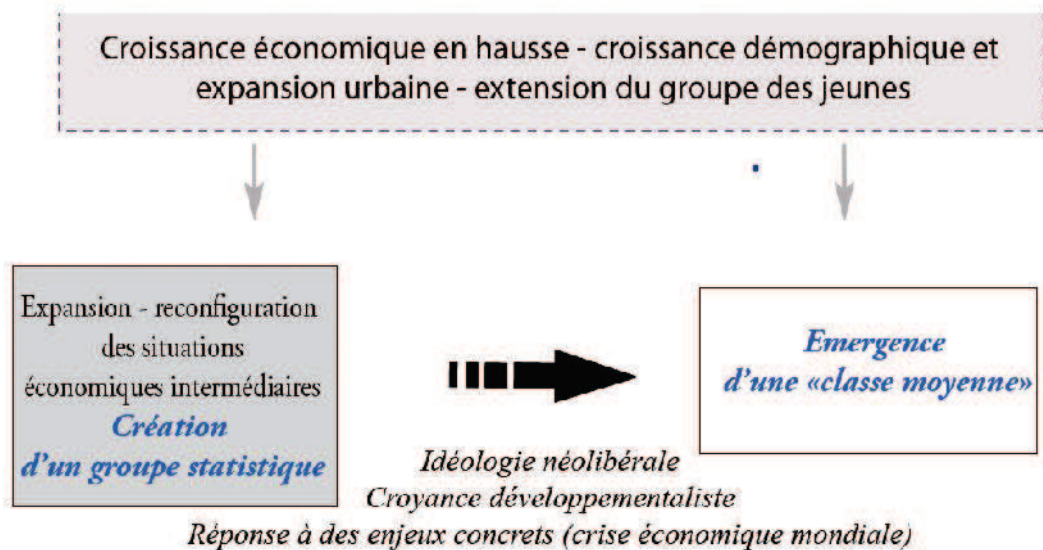 Croissance économique en hausse - croissance démographique et
expansion urbaine - extension du groupe des jeunes
Expansion - reconfiguration
des situations
économiques intermédiaires
Création
d'un groupe statistique
Emergence
d'une «classe moyenne»
Idéologie néolibérale
Croyance développementaliste
Réponse à des enjeux concrets (crise économique mondiale)